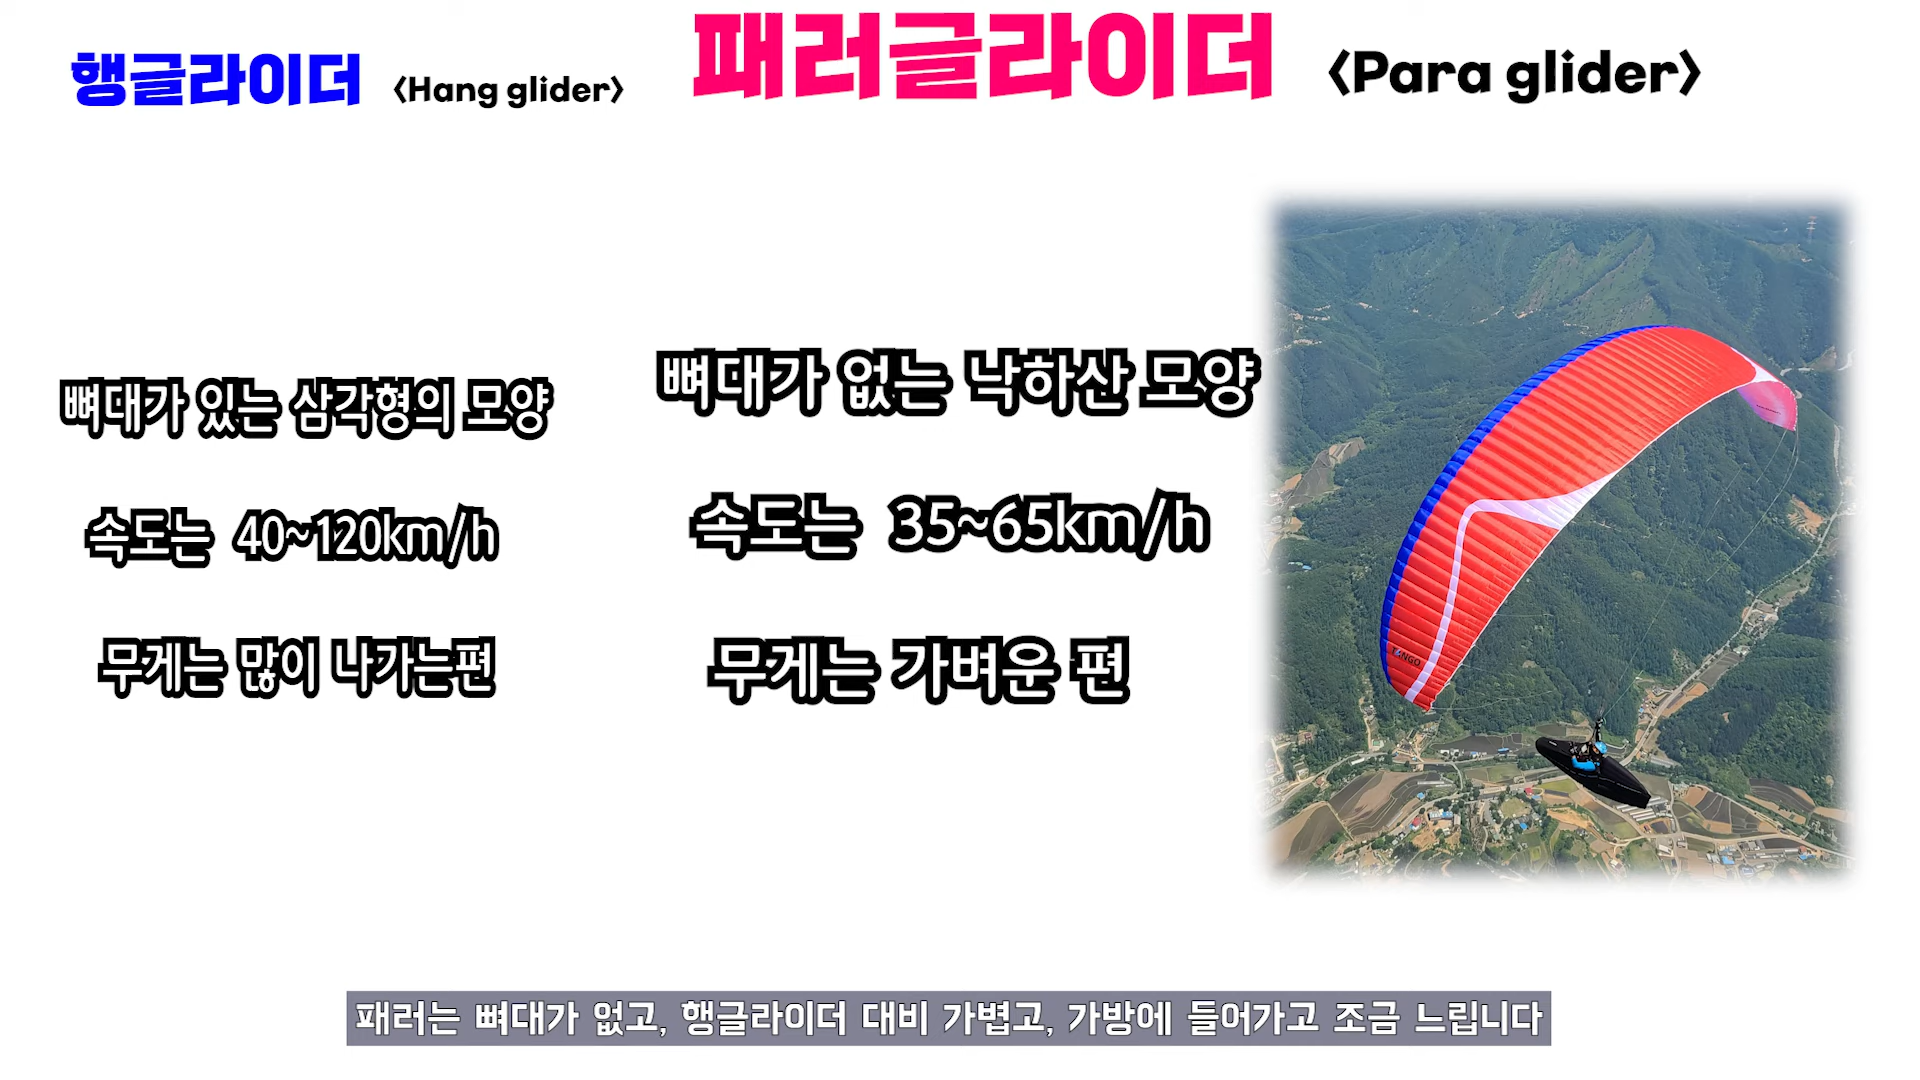 행글라이더 〈Hang glider〉
패러글라이더 〈Para glider〉
뼈대가 있는 삼각형의 모양
속도는 40~120km/h
무게는 많이 나가는편
뼈대가 없는 낙하산 모양
속도는 35~65km/h
무게는 가벼운 편
패러는 뼈대가 없고, 행글라이더 대비 가볍고, 가방에 들어가고 조금 느립니다